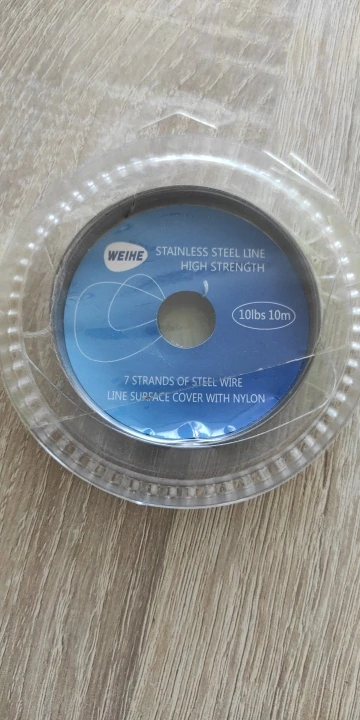 WEIHE
STAINLESS STEEL LINE
HIGH STRENGTH
10lbs 10m
7 STRANDS OF STEEL WIRE
LINE SURFACE COVER WITH NYLON